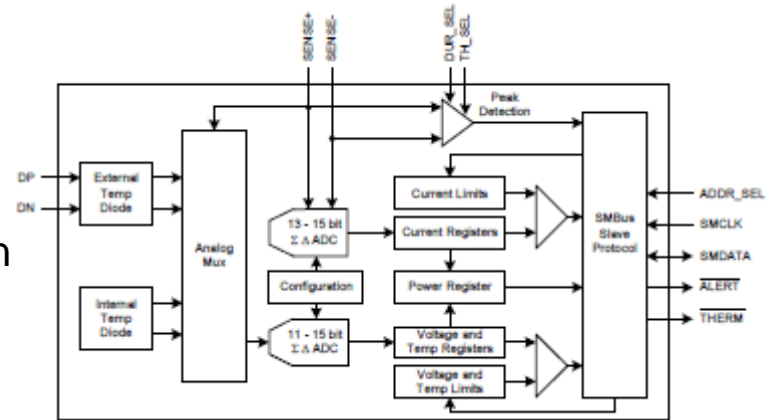 SENSE+
SENSE-
DUR_SEL
TH_SEL
Peak
Detection
DP
DN
External
Temp
Diode
Internal
Temp
Diode
Analog
Mux
13 - 15 bit
Σ Δ ADC
Configuration
11 - 15 bit
Σ Δ ADC
Current Limits
Current Registers
Power Register
Voltage and
Temp Registers
Voltage and
Temp Limits
SMBus
Slave
Protocol
ADDR_SEL
SMCLK
SMDATA
ALERT
THERM